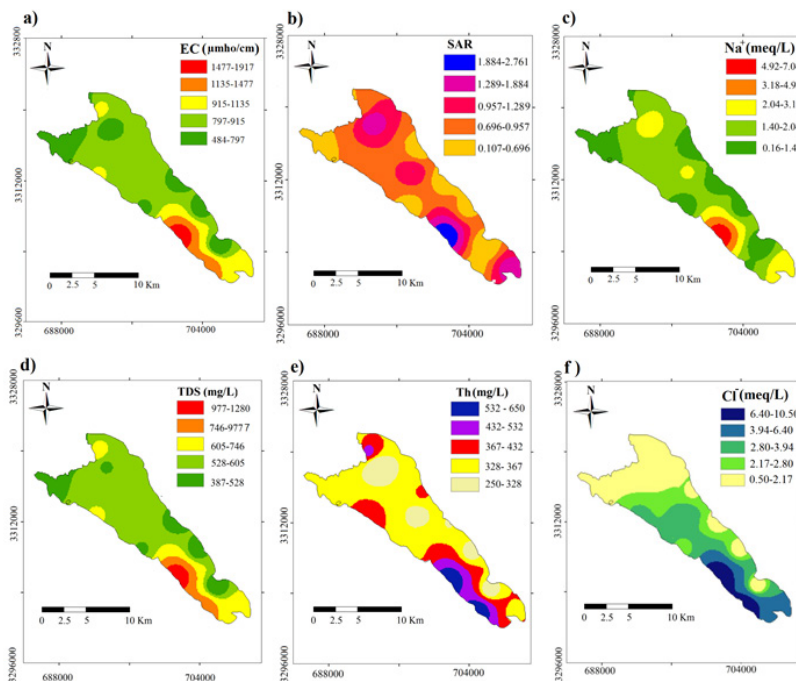 a)
N
EC (µmho/cm)
1477-1917
1135-1477
915-1135
797-915
484-797
0 2.5 5 10 Km
3328000
3312000
3296000
688000
704000
b)
N
SAR
1.884-2.761
1.289-1.884
0.957-1.289
0.696-0.957
0.107-0.696
0 2.5 5 10 Km
3328000
3312000
3296000
704000
c)
N
Na⁺(meq/L)
4.92-7.0
3.18-4.9
2.04-3.1
1.40-2.0
0.16-1.4
0 2.5 5 10 Km
688000
704000
d)
N
TDS (mg/L)
977-1280
746-9777
605-746
528-605
387-528
0 2.5 5 10 Km
3328000
3312000
3296000
688000
704000
e)
N
Th(mg/L)
532 - 650
432 - 532
367 - 432
328 - 367
250 - 328
0 2.5 5 10 Km
3328000
3312000
3296000
704000
f)
N
Cl⁻(meq/L)
6.40-10.50
3.94-6.40
2.80-3.94
2.17-2.80
0.50-2.17
0 2.5 5 10 Km
688000
704000